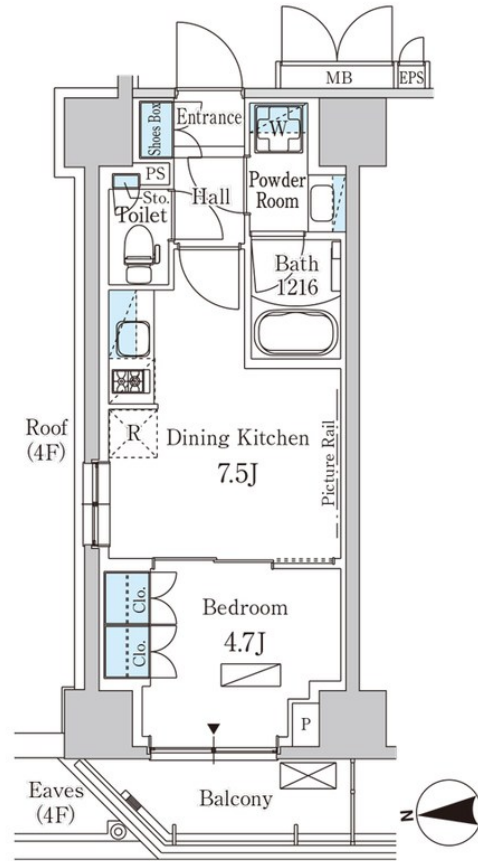 MB
EPS
Shoes Box
Entrance
W
PS
Hall
Powder
Room
Sto.
Toilet
Bath
1216
Roof
(4F)
R
Dining Kitchen
7.5J
Picture Rail
Clo.
Bedroom
4.7J
Clo.
P
Eaves
(4F)
Balcony
N